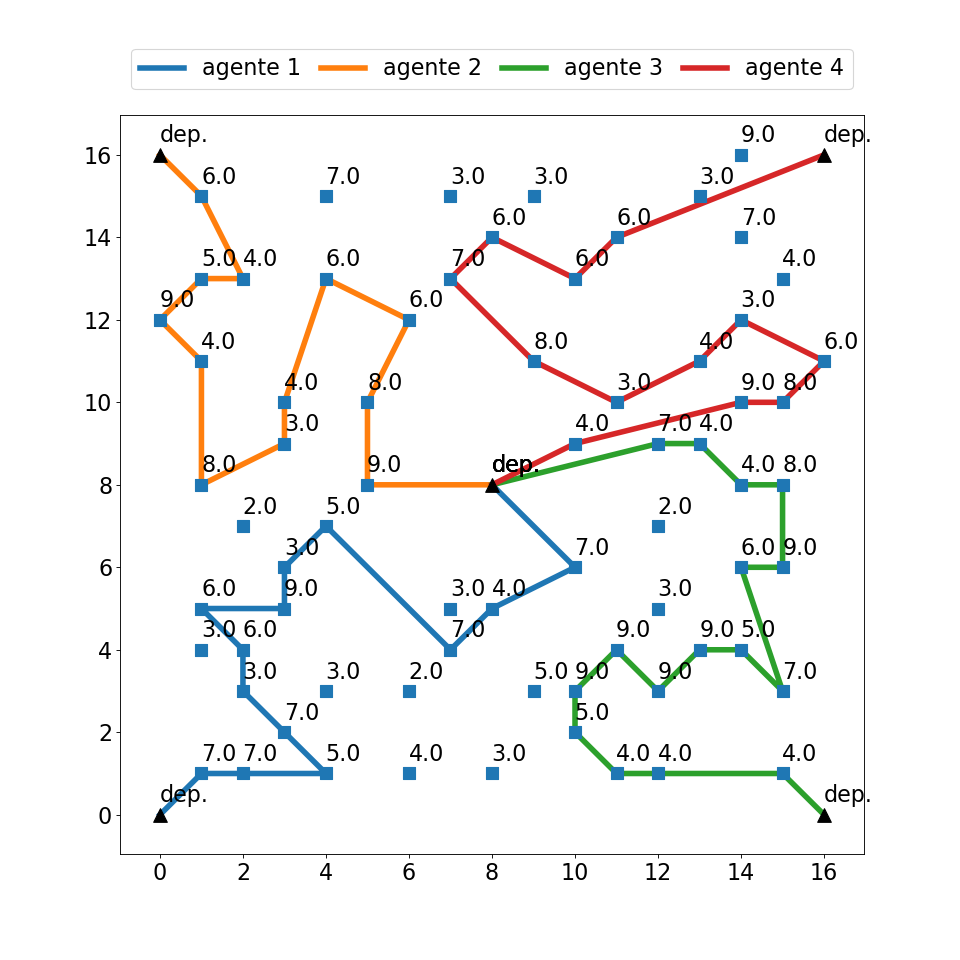 agente 1 agente 2 agente 3 agente 4
dep. 9.0 dep.
16
6.0 7.0 3.0 3.0 3.0
6.0 6.0 7.0
14
5.0 4.0 6.0 7.0 6.0 4.0
9.0 6.0 3.0
12
4.0 8.0 4.0 6.0
4.0 8.0 3.0 9.0 8.0
10
3.0 4.0 7.0 4.0
8.0 9.0 dep. 4.0 8.0
8
2.0 5.0 2.0
3.0 7.0 6.0 9.0
6
6.0 9.0 3.0 4.0 3.0
3.0 6.0 7.0 9.0 9.0 5.0
4
3.0 3.0 2.0 5.0 9.0 9.0 7.0
7.0 5.0
2
7.0 7.0 5.0 4.0 3.0 4.0 4.0 4.0
dep. dep.
0
0 2 4 6 8 10 12 14 16